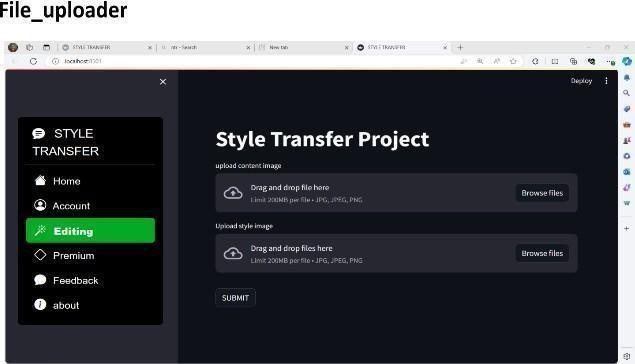 File_uploader
STYLE TRANSFER
ntr - Search
New tab
STYLE TRANSFER
localhost:8501
Deploy
STYLE
TRANSFER
Home
Account
Editing
Premium
Feedback
about
Style Transfer Project
upload content image
Drag and drop file here
Limit 200MB per file • JPG, JPEG, PNG
Browse files
Upload style image
Drag and drop files here
Limit 200MB per file • JPG, JPEG, PNG
Browse files
SUBMIT